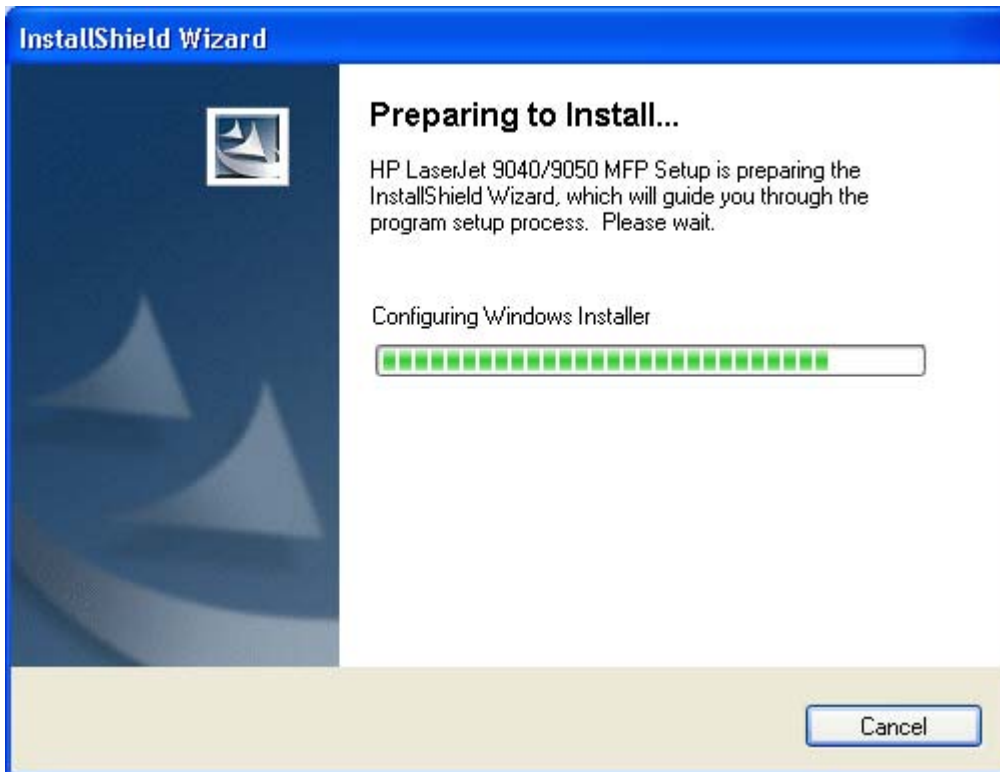 InstallShield Wizard
Preparing to Install...
HP LaserJet 9040/9050 MFP Setup is preparing the
InstallShield Wizard, which will guide you through the
program setup process.  Please wait.
Configuring Windows Installer
Cancel